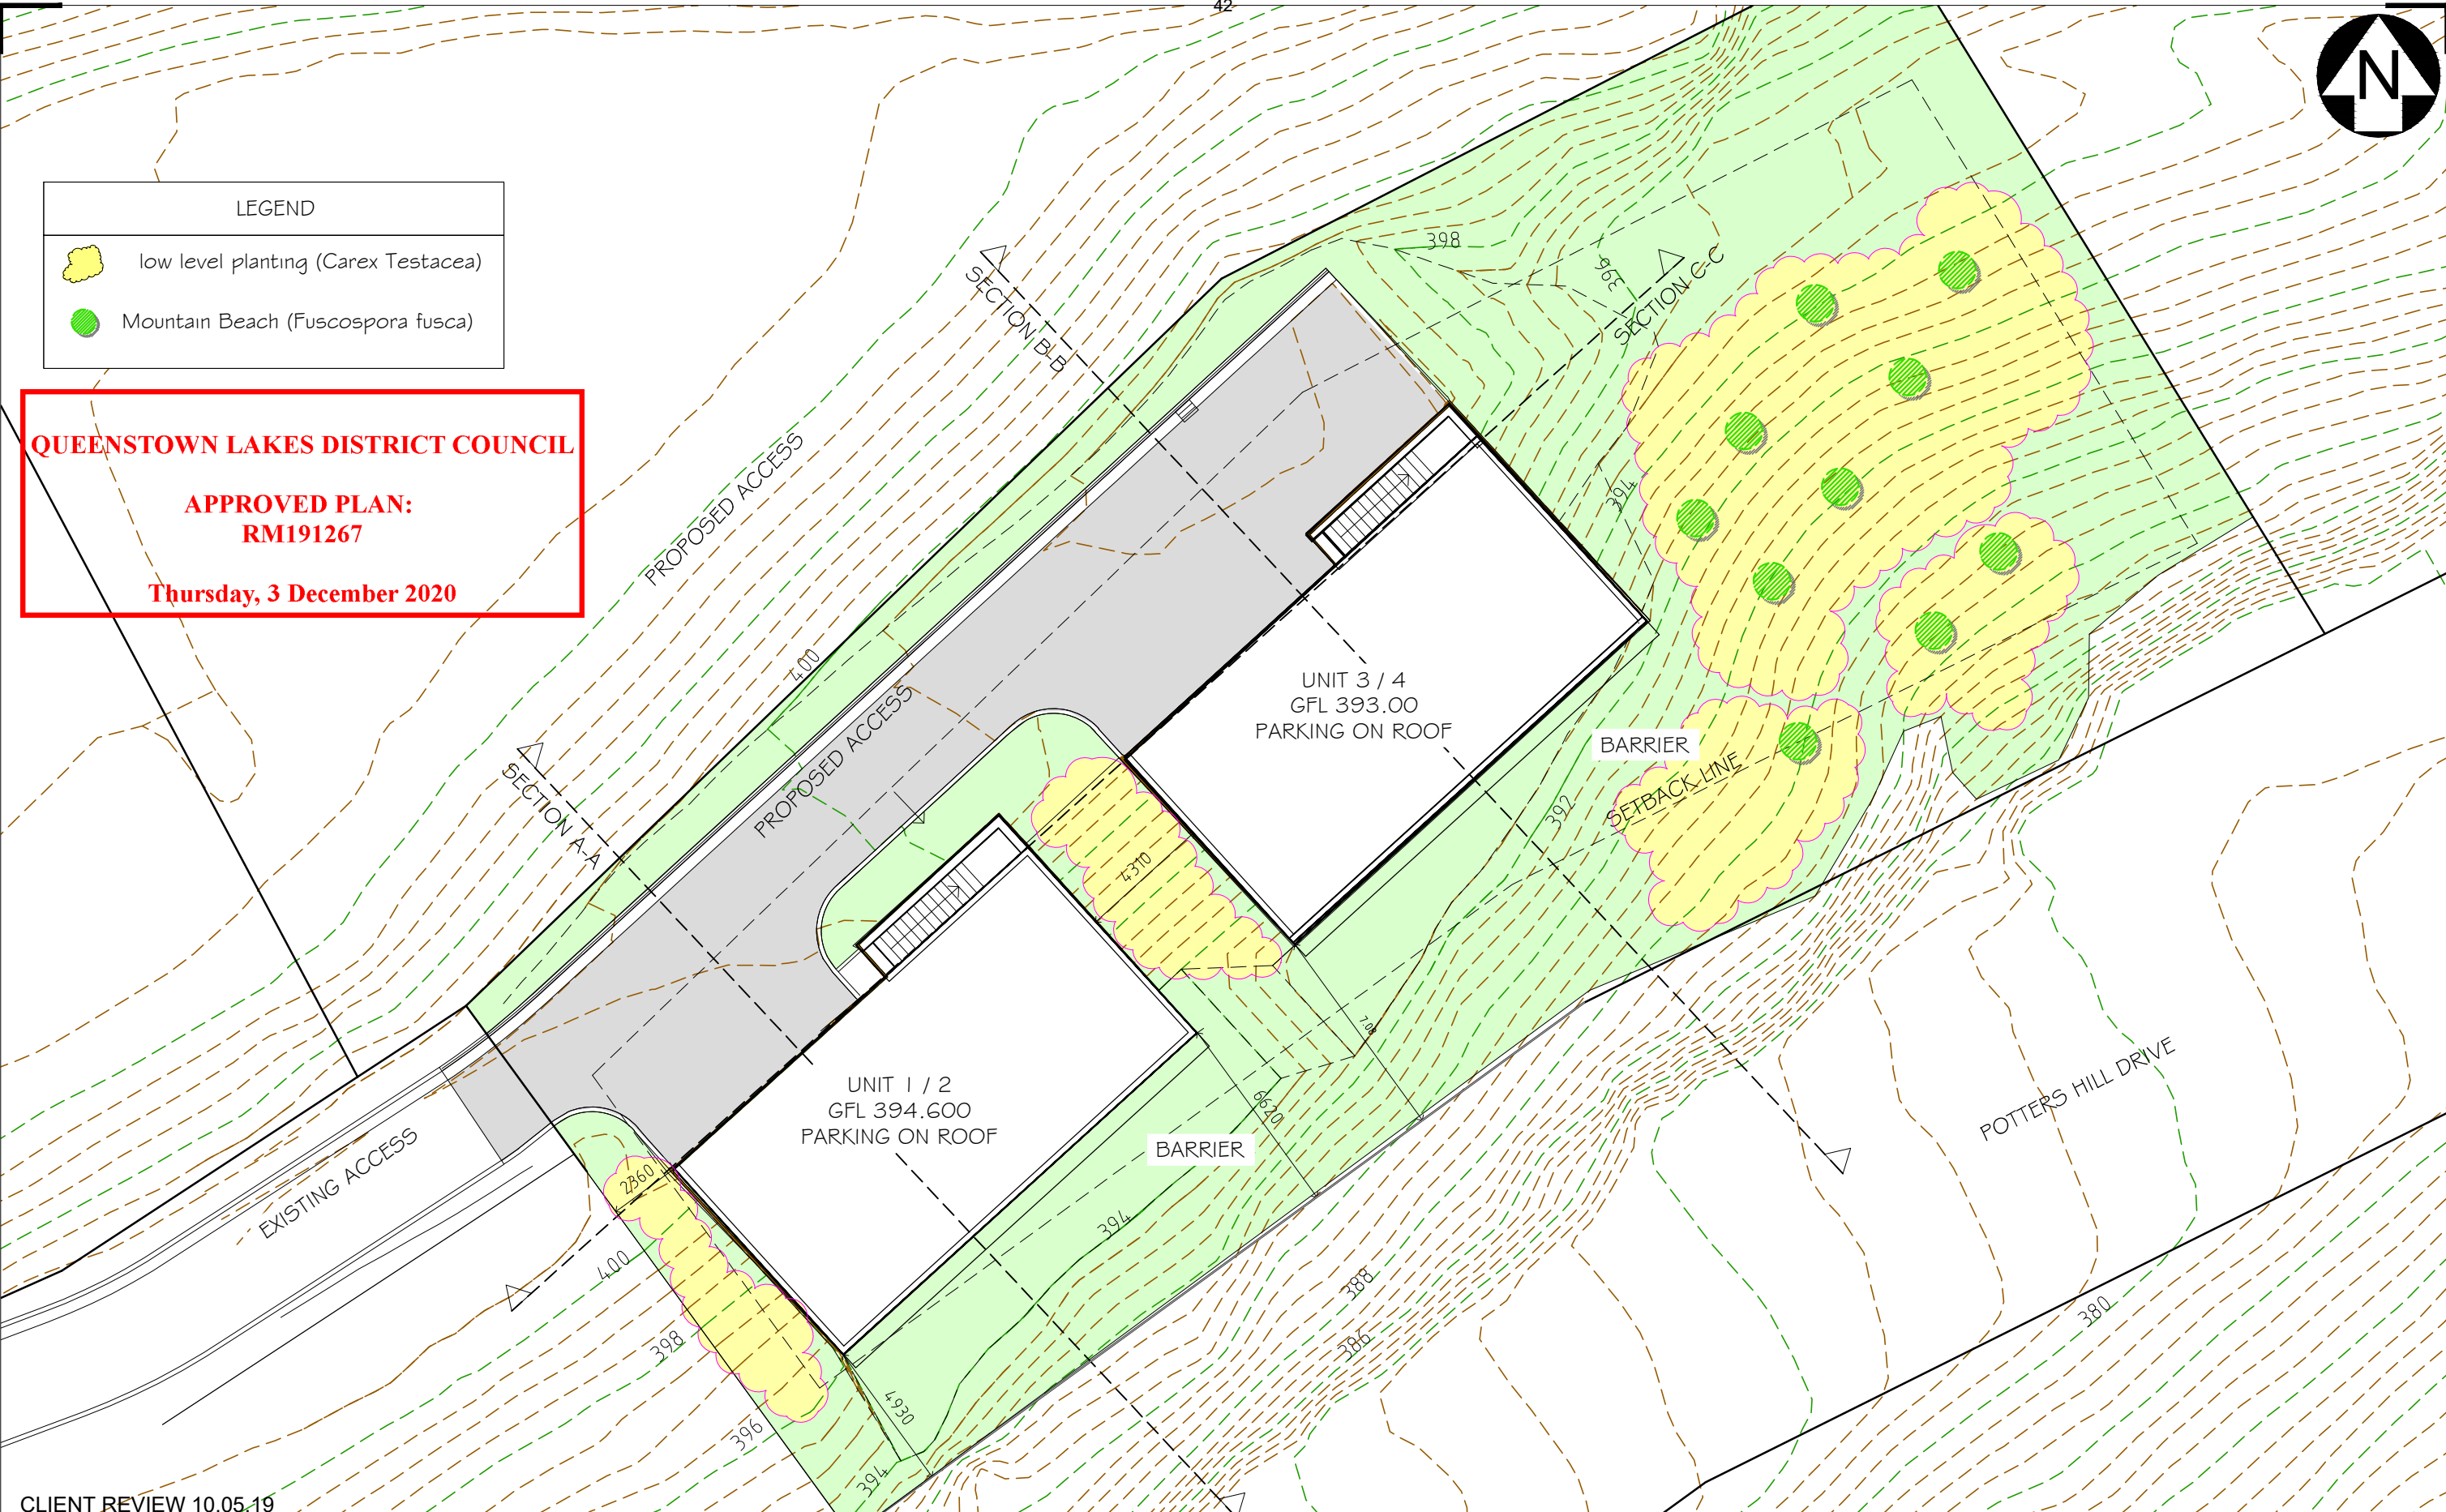 42
N
LEGEND
low level planting (Carex Testacea)
Mountain Beach (Fuscospora fusca)
QUEENSTOWN LAKES DISTRICT COUNCIL
APPROVED PLAN:
RM191267
Thursday, 3 December 2020
SECTION B-B
SECTION C-C
398
396
PROPOSED ACCESS
394
400
PROPOSED ACCESS
UNIT 3 / 4
GFL 393.00
PARKING ON ROOF
BARRIER
SETBACK LINE
392
SECTION A-A
4310
7.08
UNIT 1 / 2
GFL 394.600
PARKING ON ROOF
6620
BARRIER
POTTERS HILL DRIVE
EXISTING ACCESS
2360
394
400
388
380
398
386
4930
396
394
CLIENT REVIEW 10.05.19